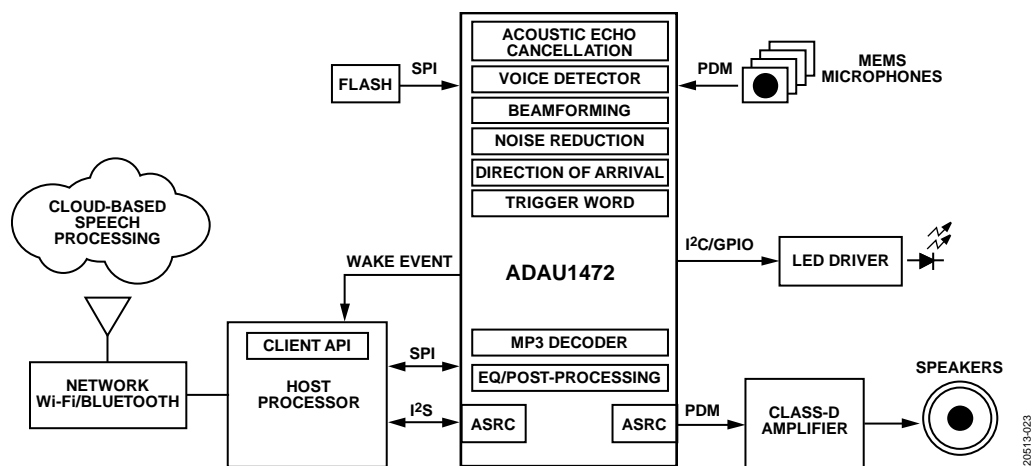 ACOUSTIC ECHO
CANCELLATION
VOICE DETECTOR
BEAMFORMING
NOISE REDUCTION
DIRECTION OF ARRIVAL
TRIGGER WORD
ADAU1472
MP3 DECODER
EQ/POST-PROCESSING
ASRC
ASRC
FLASH
SPI
PDM
MEMS
MICROPHONES
CLOUD-BASED
SPEECH
PROCESSING
WAKE EVENT
I²C/GPIO
LED DRIVER
CLIENT API
HOST
PROCESSOR
SPI
I²S
NETWORK
Wi-Fi/BLUETOOTH
PDM
CLASS-D
AMPLIFIER
SPEAKERS
20513-023